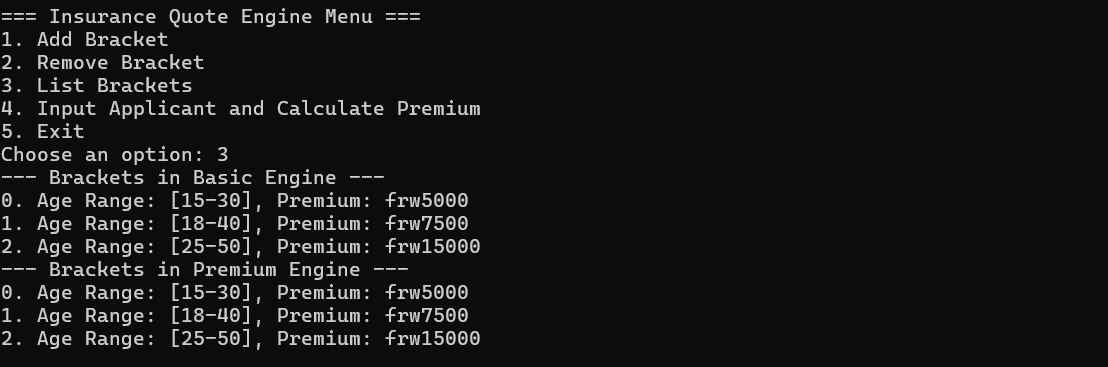 === Insurance Quote Engine Menu ===
1. Add Bracket
2. Remove Bracket
3. List Brackets
4. Input Applicant and Calculate Premium
5. Exit
Choose an option: 3
--- Brackets in Basic Engine ---
0. Age Range: [15-30], Premium: frw5000
1. Age Range: [18-40], Premium: frw7500
2. Age Range: [25-50], Premium: frw15000
--- Brackets in Premium Engine ---
0. Age Range: [15-30], Premium: frw5000
1. Age Range: [18-40], Premium: frw7500
2. Age Range: [25-50], Premium: frw15000